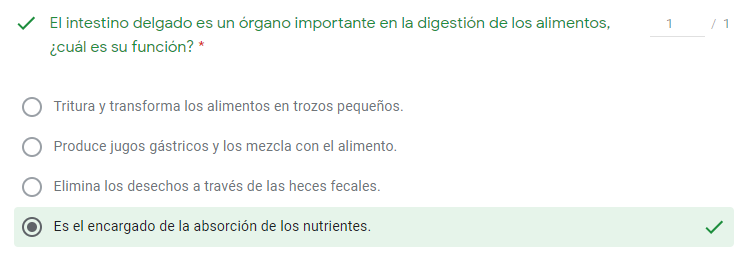 El intestino delgado es un órgano importante en la digestión de los alimentos,
¿cuál es su función? *
1 / 1
Tritura y transforma los alimentos en trozos pequeños.
Produce jugos gástricos y los mezcla con el alimento.
Elimina los desechos a través de las heces fecales.
Es el encargado de la absorción de los nutrientes.